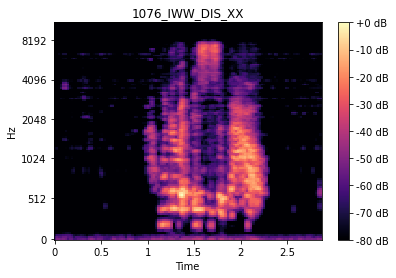 1076_IWW_DIS_XX
Hz
8192
4096
2048
1024
512
0
0 0.5 1 1.5 2 2.5
Time
+0 dB
-10 dB
-20 dB
-30 dB
-40 dB
-50 dB
-60 dB
-70 dB
-80 dB